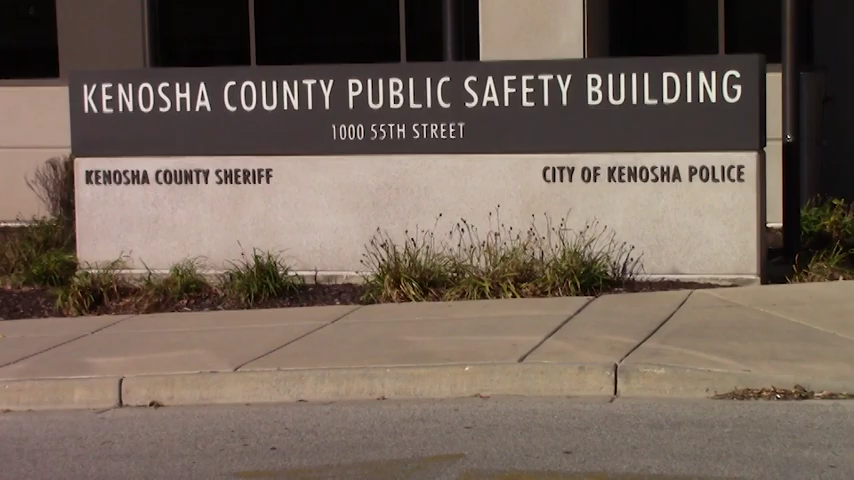 KENOSHA COUNTY PUBLIC SAFETY BUILDING
1000 55TH STREET
KENOSHA COUNTY SHERIFF
CITY OF KENOSHA POLICE